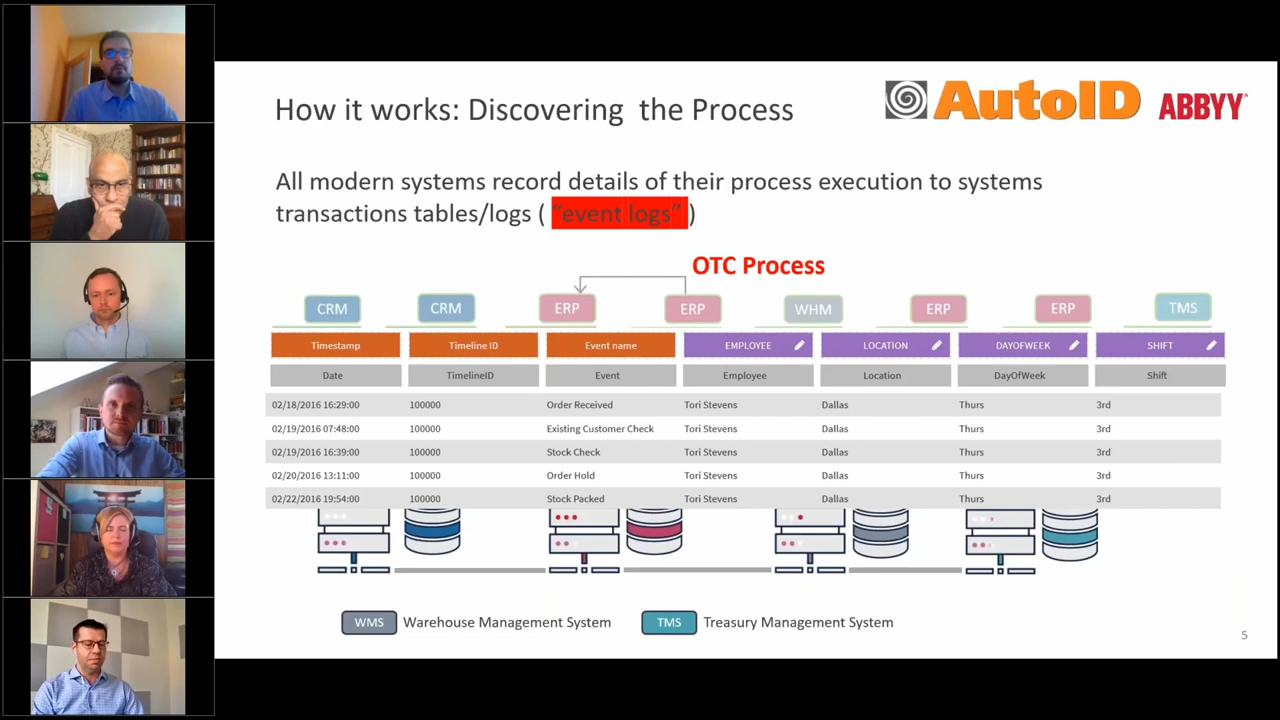 How it works: Discovering the Process
AutoID ABBYY
All modern systems record details of their process execution to systems
transactions tables/logs ( “event logs” )
OTC Process
CRM CRM ERP ERP WHM ERP ERP TMS
Timestamp Timeline ID Event name EMPLOYEE LOCATION DAYOFWEEK SHIFT
Date TimelineID Event Employee Location DayOfWeek Shift
02/18/2016 16:29:00 100000 Order Received Tori Stevens Dallas Thurs 3rd
02/19/2016 07:48:00 100000 Existing Customer Check Tori Stevens Dallas Thurs 3rd
02/19/2016 16:39:00 100000 Stock Check Tori Stevens Dallas Thurs 3rd
02/20/2016 13:11:00 100000 Order Hold Tori Stevens Dallas Thurs 3rd
02/22/2016 19:54:00 100000 Stock Packed Tori Stevens Dallas Thurs 3rd
WMS Warehouse Management System TMS Treasury Management System
5